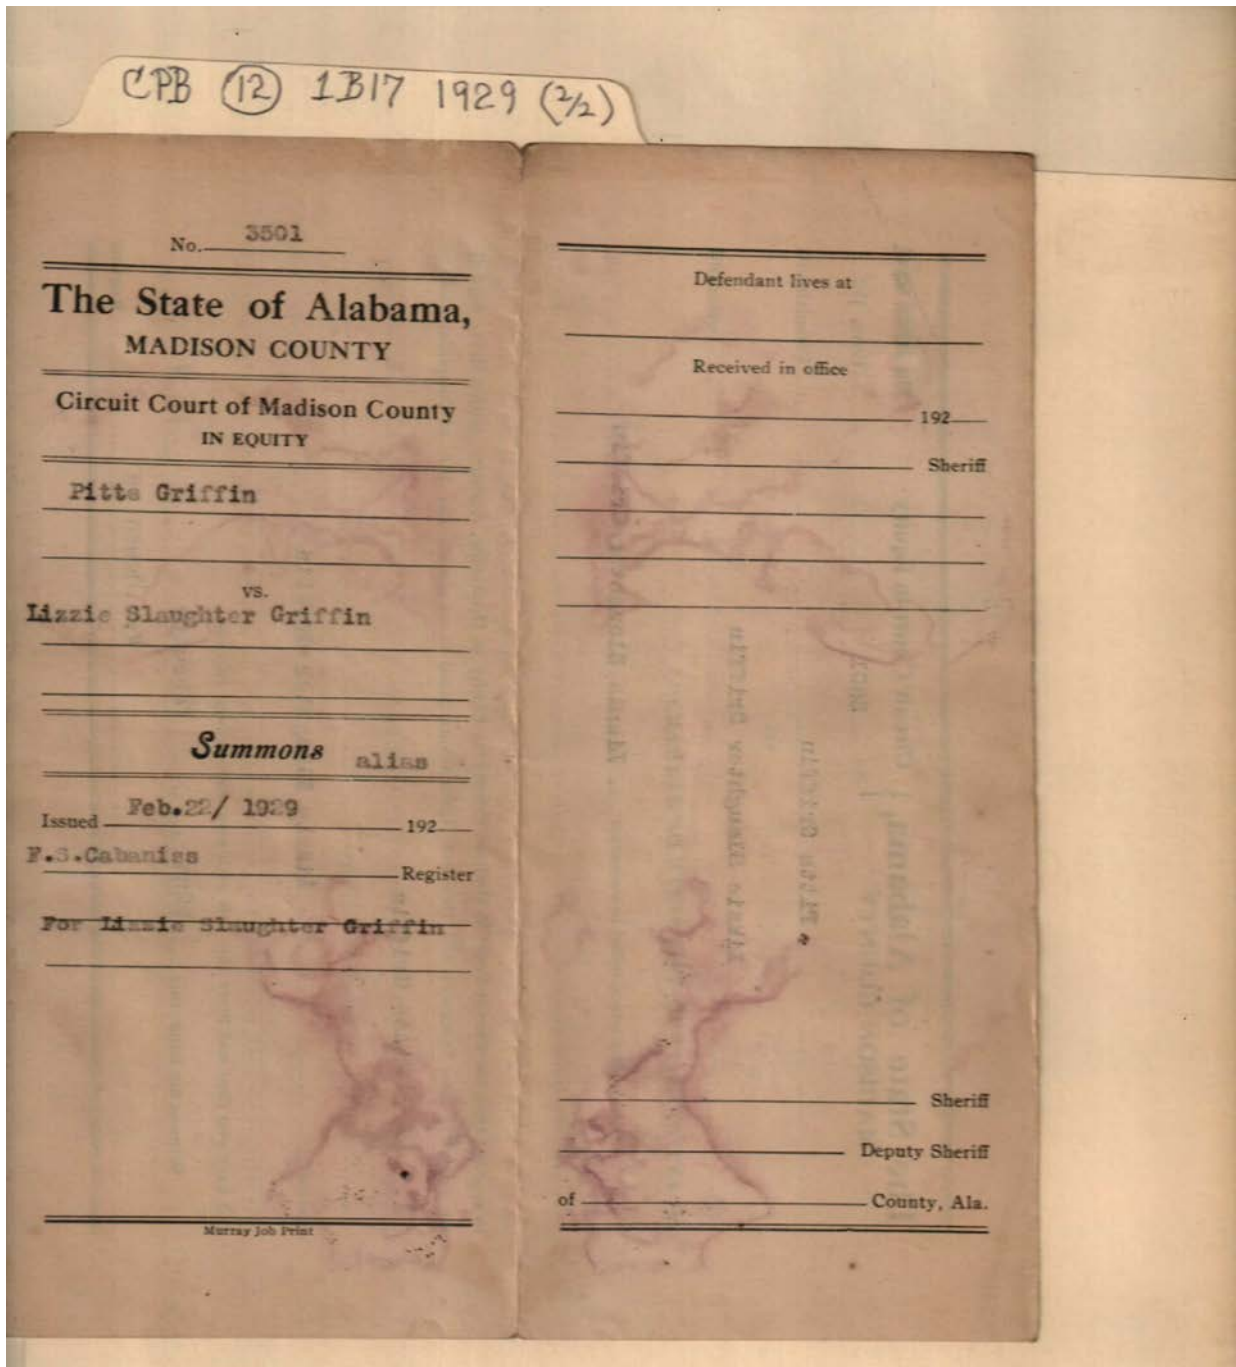 CPB (12) 1B17 1929 (2/2)
No. 3501
The State of Alabama,
MADISON COUNTY
Circuit Court of Madison County
IN EQUITY
Pitts Griffin
vs.
Lizzie Slaughter Griffin
Summons alias
Issued Feb.22/ 1929 192
F.S.Cabaniss Register
For Lizzie Slaughter Griffin
Murray Job Print
Defendant lives at
Received in office
192
Sheriff
Sheriff
Deputy Sheriff
of County, Ala.